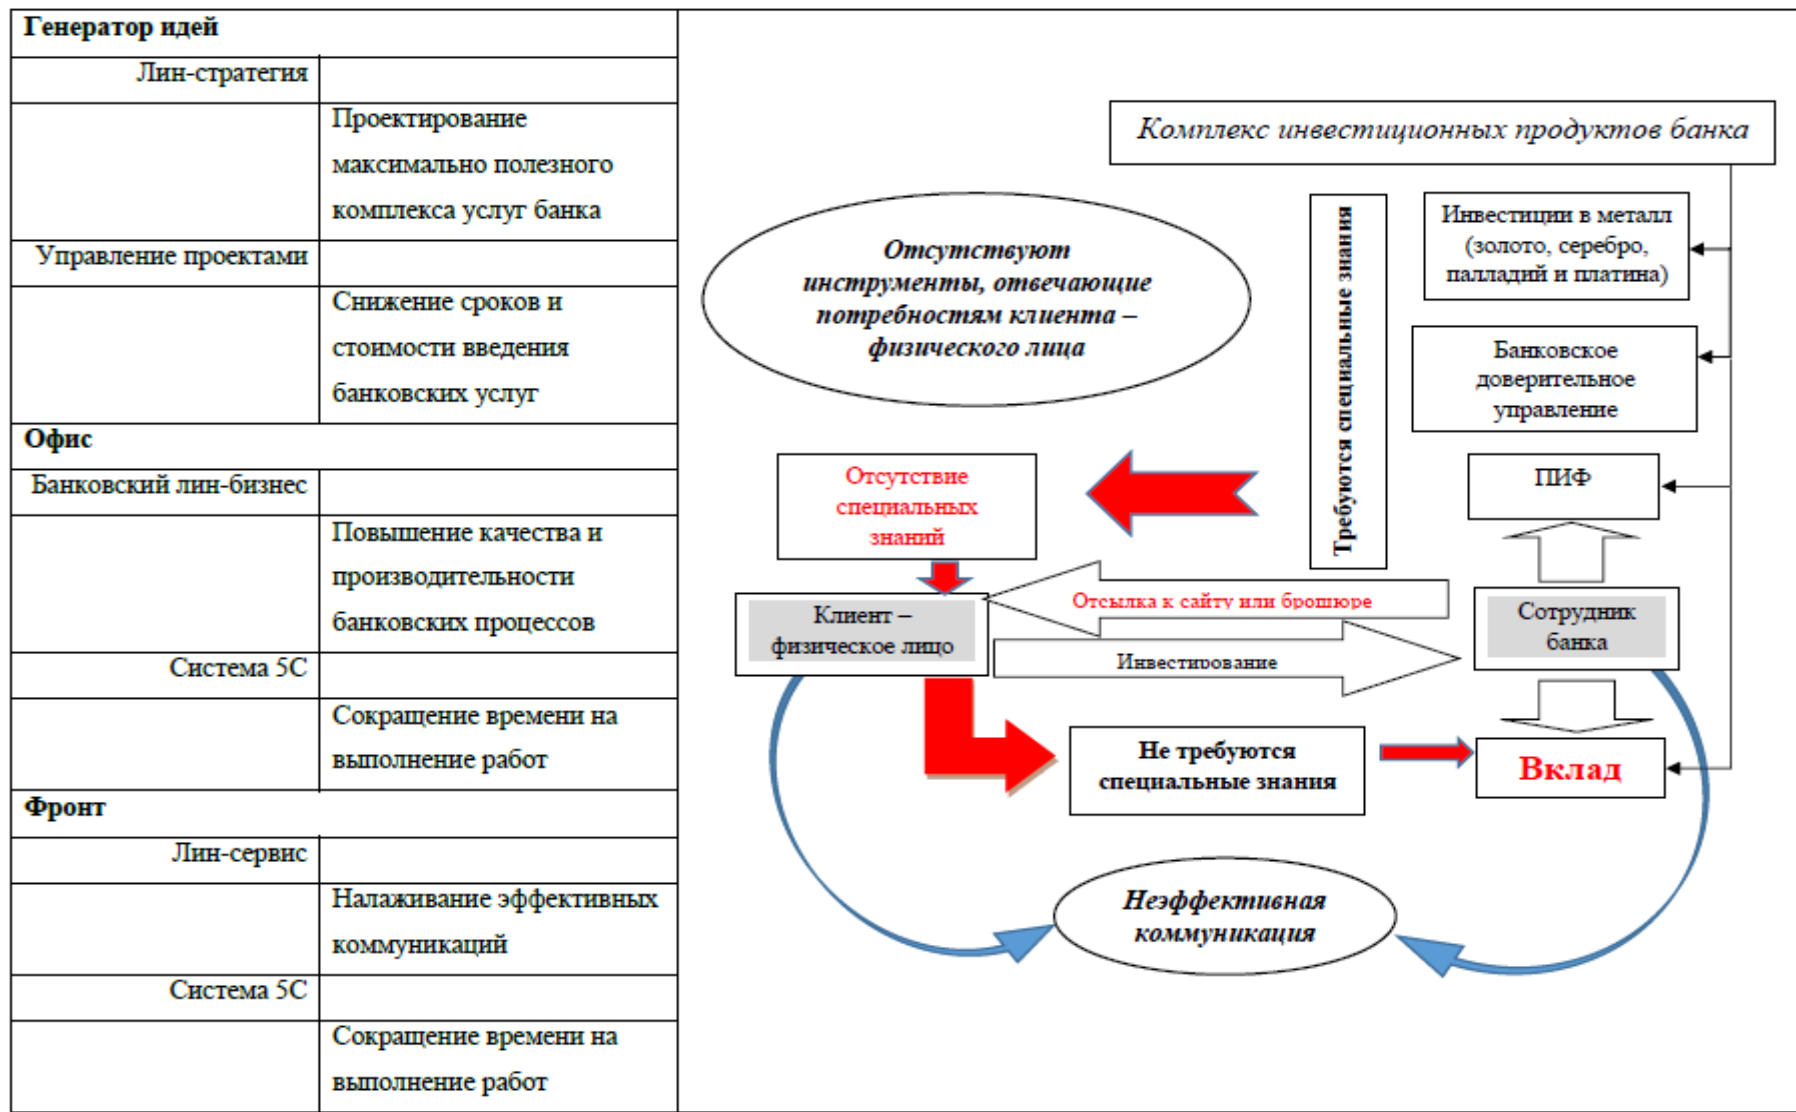 Генератор идей
Лин-стратегия
Проектирование
максимально полезного
комплекса услуг банка
Управление проектами
Снижение сроков и
стоимости введения
банковских услуг
Офис
Банковский лин-бизнес
Повышение качества и
производительности
банковских процессов
Система 5С
Сокращение времени на
выполнение работ
Фронт
Лин-сервис
Налаживание эффективных
коммуникаций
Система 5С
Сокращение времени на
выполнение работ
Комплекс инвестиционных продуктов банка
Отсутствуют
инструменты, отвечающие
потребностям клиента –
физического лица
Требуются специальные знания
Инвестиции в металл
(золото, серебро,
палладий и платина)
Банковское
доверительное
управление
ПИФ
Отсутствие
специальных
знаний
Отсылка к сайту или брошюре
Клиент –
физическое лицо
Инвестирование
Сотрудник
банка
Не требуются
специальные знания
Вклад
Неэффективная
коммуникация